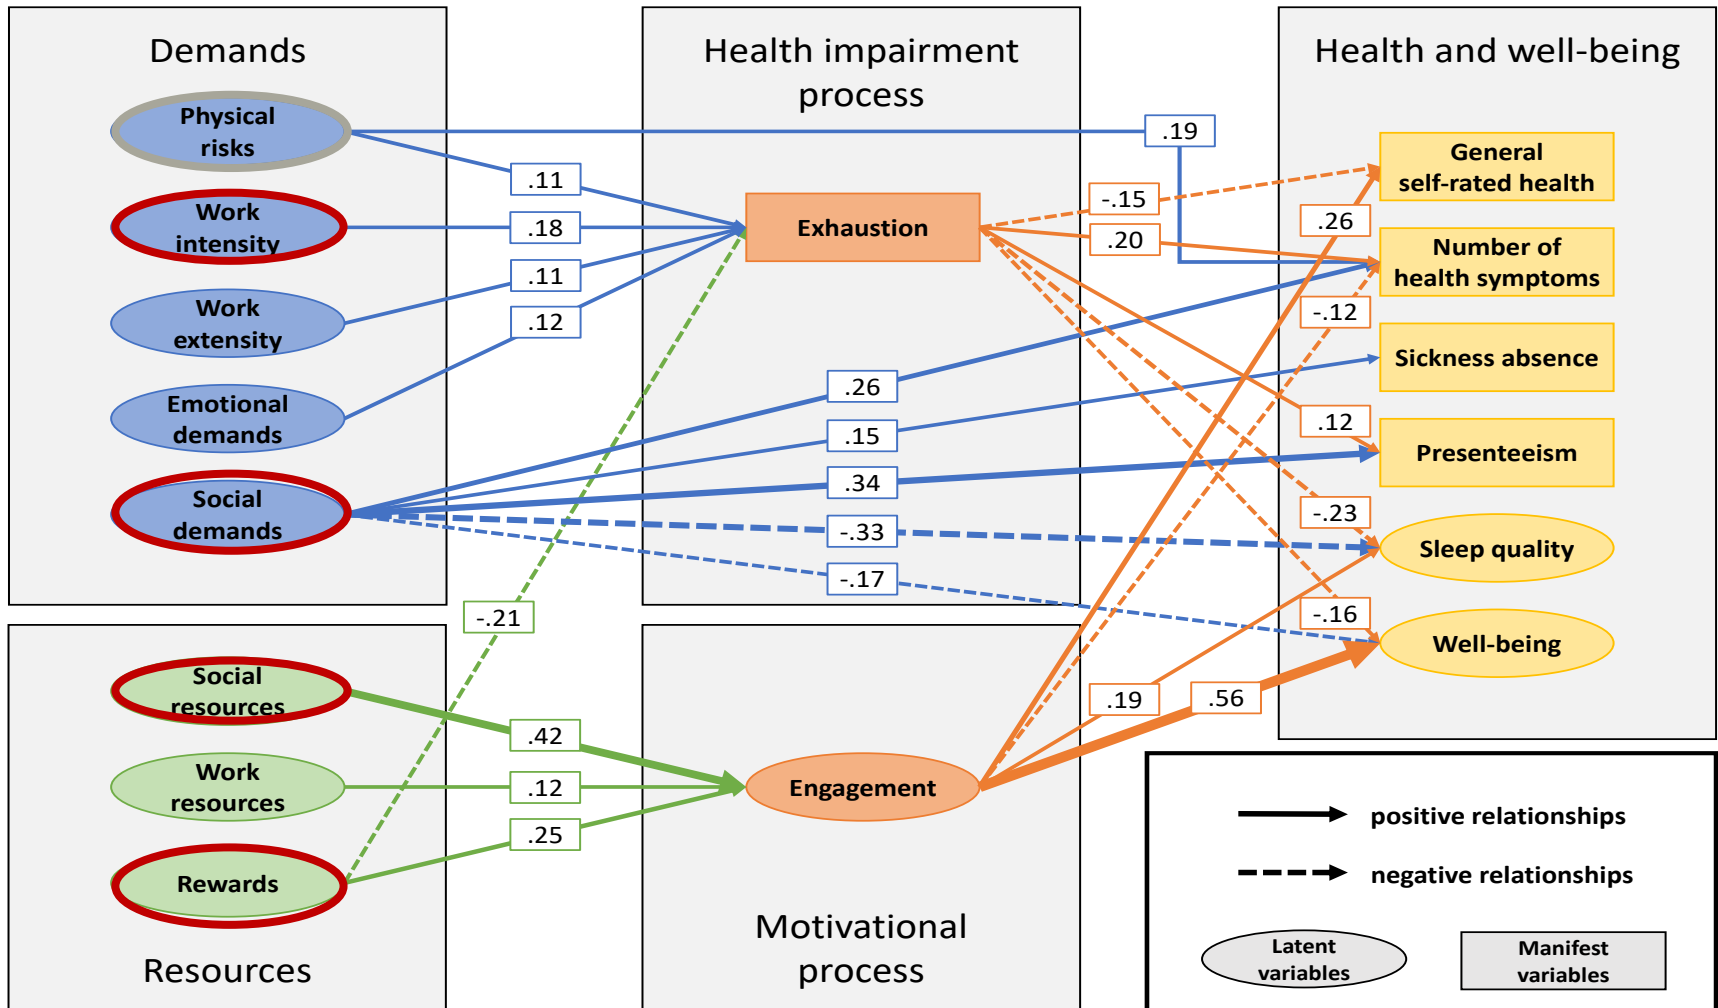 Demands
Physical
risks
Work
intensity
Work
extensity
Emotional
demands
Social
demands
Social
resources
Work
resources
Rewards
Resources
Health impairment
process
.11
.18
.11
.12
Exhaustion
.26
.15
.34
-.33
-.17
-.21
.42
.12
.25
Engagement
Motivational
process
.19
-.15
.20
.26
-.12
.12
-.23
-.16
.19
.56
Health and well-being
General
self-rated health
Number of
health symptoms
Sickness absence
Presenteeism
Sleep quality
Well-being
positive relationships
negative relationships
Latent
variables
Manifest
variables